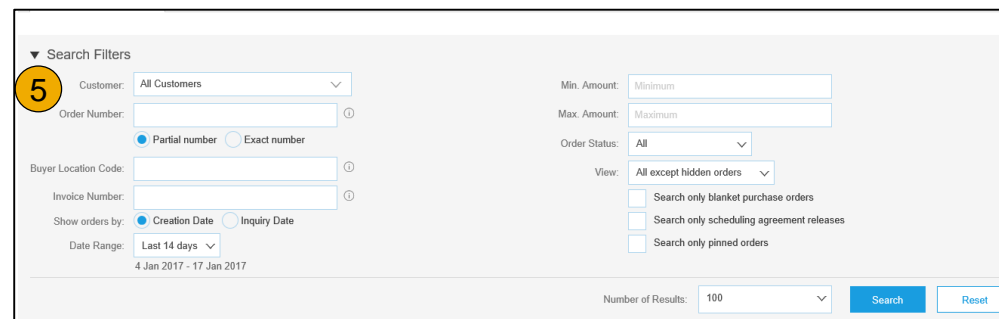 ▼ Search Filters
5
Customer: All Customers
Order Number:
Partial number Exact number
Buyer Location Code:
Invoice Number:
Show orders by: Creation Date Inquiry Date
Date Range: Last 14 days
4 Jan 2017 - 17 Jan 2017
Min. Amount: Minimum
Max. Amount: Maximum
Order Status: All
View: All except hidden orders
Search only blanket purchase orders
Search only scheduling agreement releases
Search only pinned orders
Number of Results: 100 Search Reset